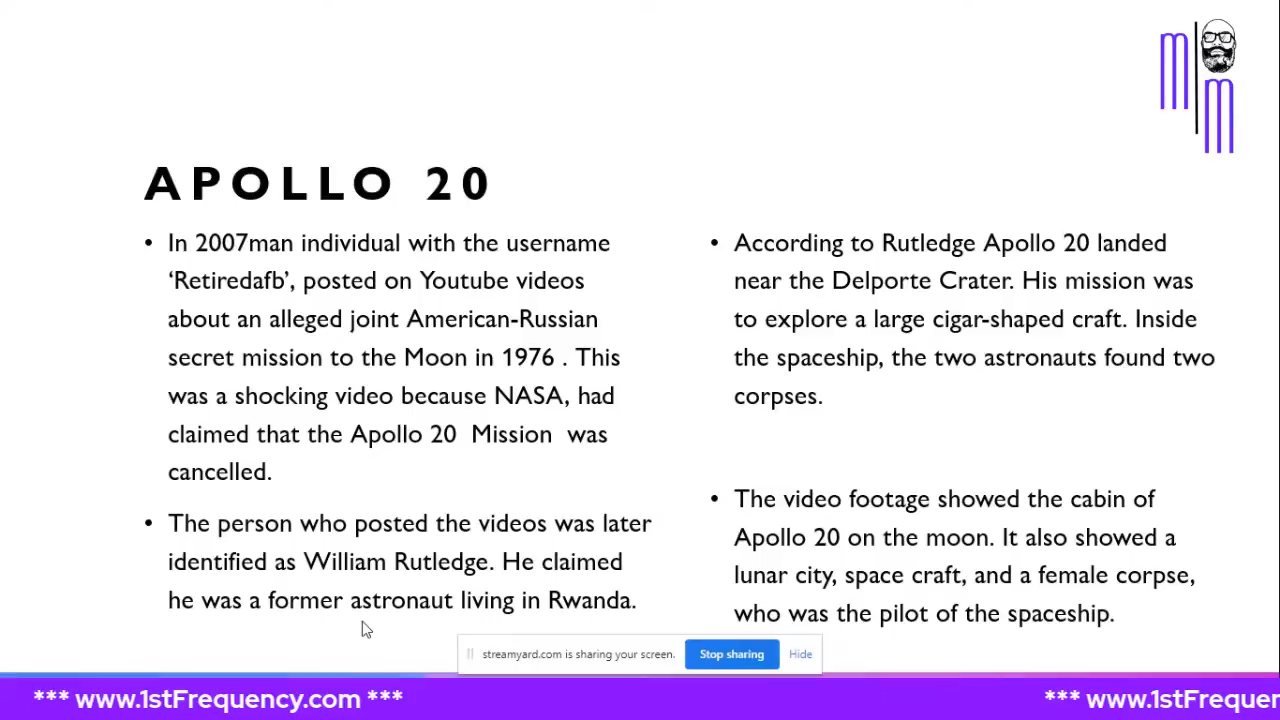 m
m
APOLLO 20
• In 2007man individual with the username
‘Retiredafb’, posted on Youtube videos
about an alleged joint American-Russian
secret mission to the Moon in 1976 . This
was a shocking video because NASA, had
claimed that the Apollo 20  Mission  was
cancelled.
• The person who posted the videos was later
identified as William Rutledge. He claimed
he was a former astronaut living in Rwanda.
• According to Rutledge Apollo 20 landed
near the Delporte Crater. His mission was
to explore a large cigar-shaped craft. Inside
the spaceship, the two astronauts found two
corpses.
• The video footage showed the cabin of
Apollo 20 on the moon. It also showed a
lunar city, space craft, and a female corpse,
who was the pilot of the spaceship.
streamyard.com is sharing your screen. Stop sharing Hide
*** www.1stFrequency.com *** *** www.1stFrequen